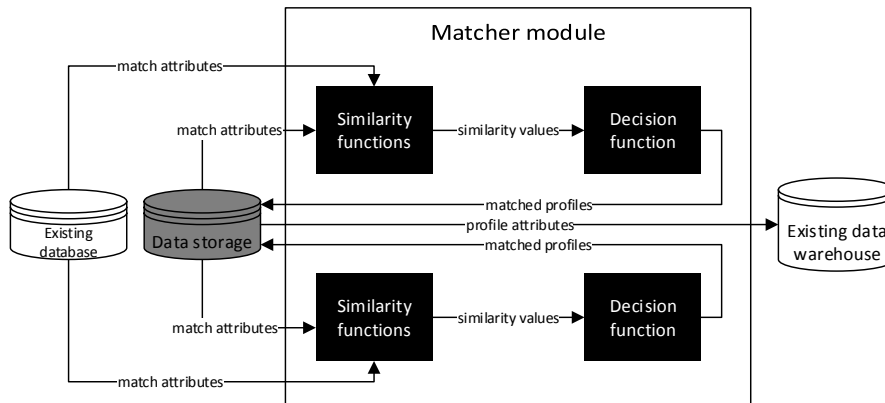 Matcher module
match attributes
match attributes
Similarity
functions
similarity values
Decision
function
matched profiles
profile attributes
matched profiles
Existing
database
Data storage
Existing data
warehouse
Similarity
functions
similarity values
Decision
function
match attributes
match attributes